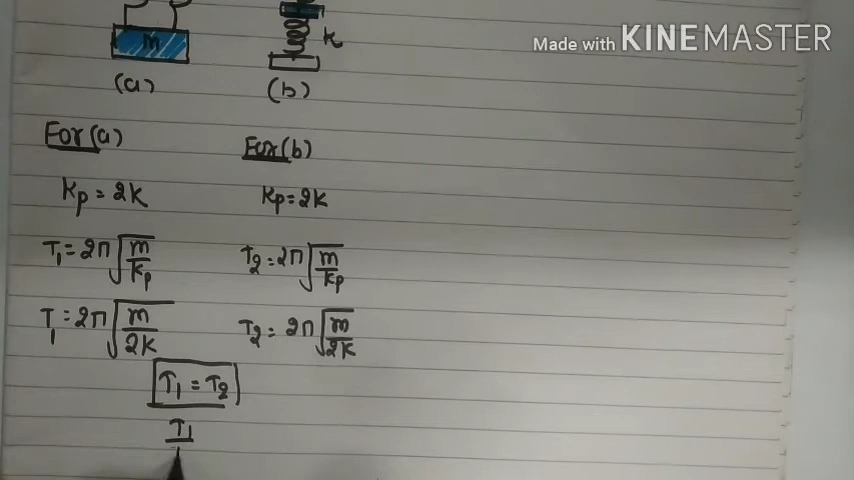 Made with KINEMASTER
m
K
(a) (b)
For(a) For(b)
Kp = 2K Kp = 2K
T1 = 2π√m/Kp T2 = 2π√m/Kp
T1 = 2π√m/2K T2 = 2π√m/2K
T1 = T2
T1